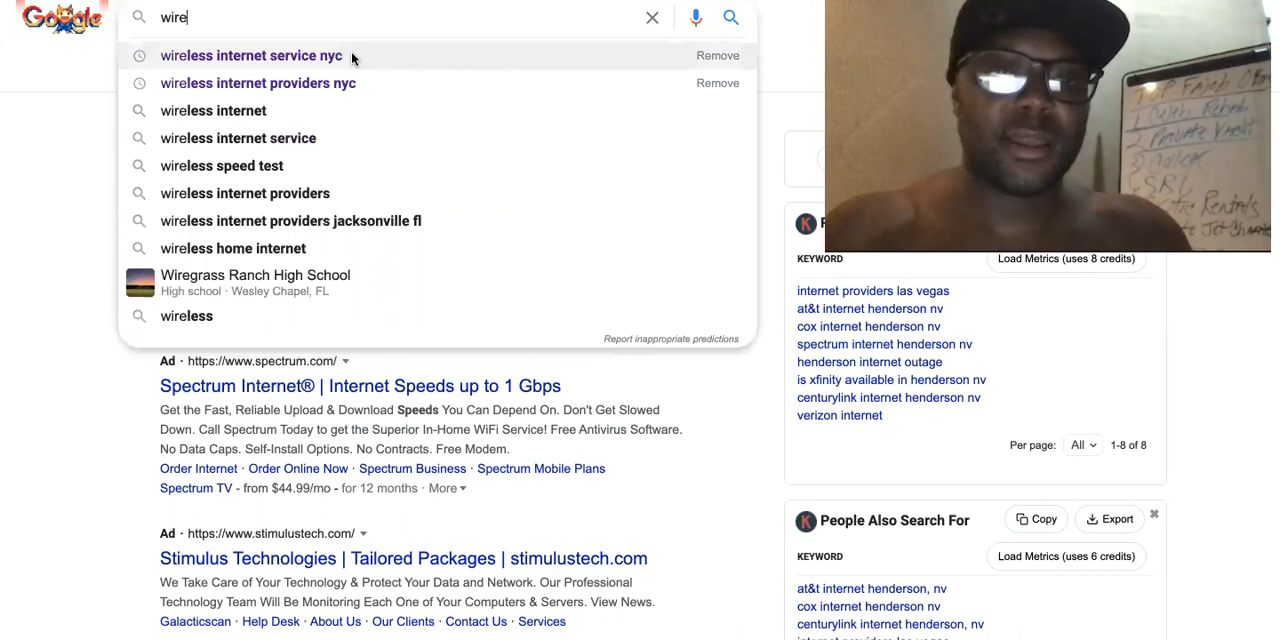 Google
wire
wireless internet service nyc
Remove
wireless internet providers nyc
Remove
wireless internet
wireless internet service
wireless speed test
wireless internet providers
wireless internet providers jacksonville fl
wireless home internet
Wiregrass Ranch High School
High school · Wesley Chapel, FL
wireless
Report inappropriate predictions
Ad · https://www.spectrum.com/
Spectrum Internet® | Internet Speeds up to 1 Gbps
Get the Fast, Reliable Upload & Download Speeds You Can Depend On. Don't Get Slowed
Down. Call Spectrum Today to get the Superior In-Home WiFi Service! Free Antivirus Software.
No Data Caps. Self-Install Options. No Contracts. Free Modem.
Order Internet · Order Online Now · Spectrum Business · Spectrum Mobile Plans
Spectrum TV - from $44.99/mo - for 12 months · More
Ad · https://www.stimulustech.com/
Stimulus Technologies | Tailored Packages | stimulustech.com
We Take Care of Your Technology & Protect Your Data and Network. Our Professional
Technology Team Will Be Monitoring Each One of Your Computers & Servers. View News.
Galacticscan · Help Desk · About Us · Our Clients · Contact Us · Services
TOP
SRL
Rentals
K
KEYWORD
Load Metrics (uses 8 credits)
internet providers las vegas
at&t internet henderson nv
cox internet henderson nv
spectrum internet henderson nv
henderson internet outage
is xfinity available in henderson nv
centurylink internet henderson nv
verizon internet
Per page: All 1-8 of 8
K People Also Search For
Copy
Export
KEYWORD
Load Metrics (uses 6 credits)
at&t internet henderson, nv
cox internet henderson nv
centurylink internet henderson, nv